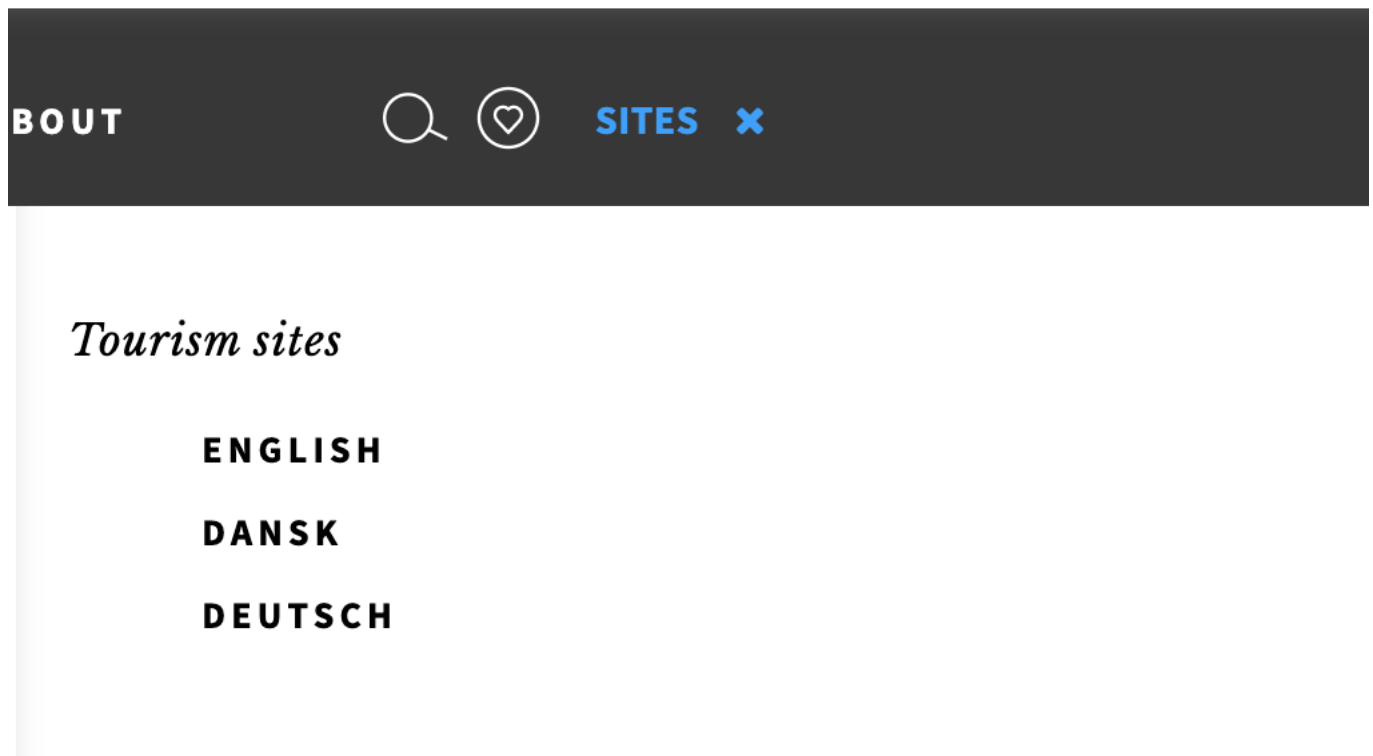 BOUT
SITES
Tourism sites
ENGLISH
DANSK
DEUTSCH